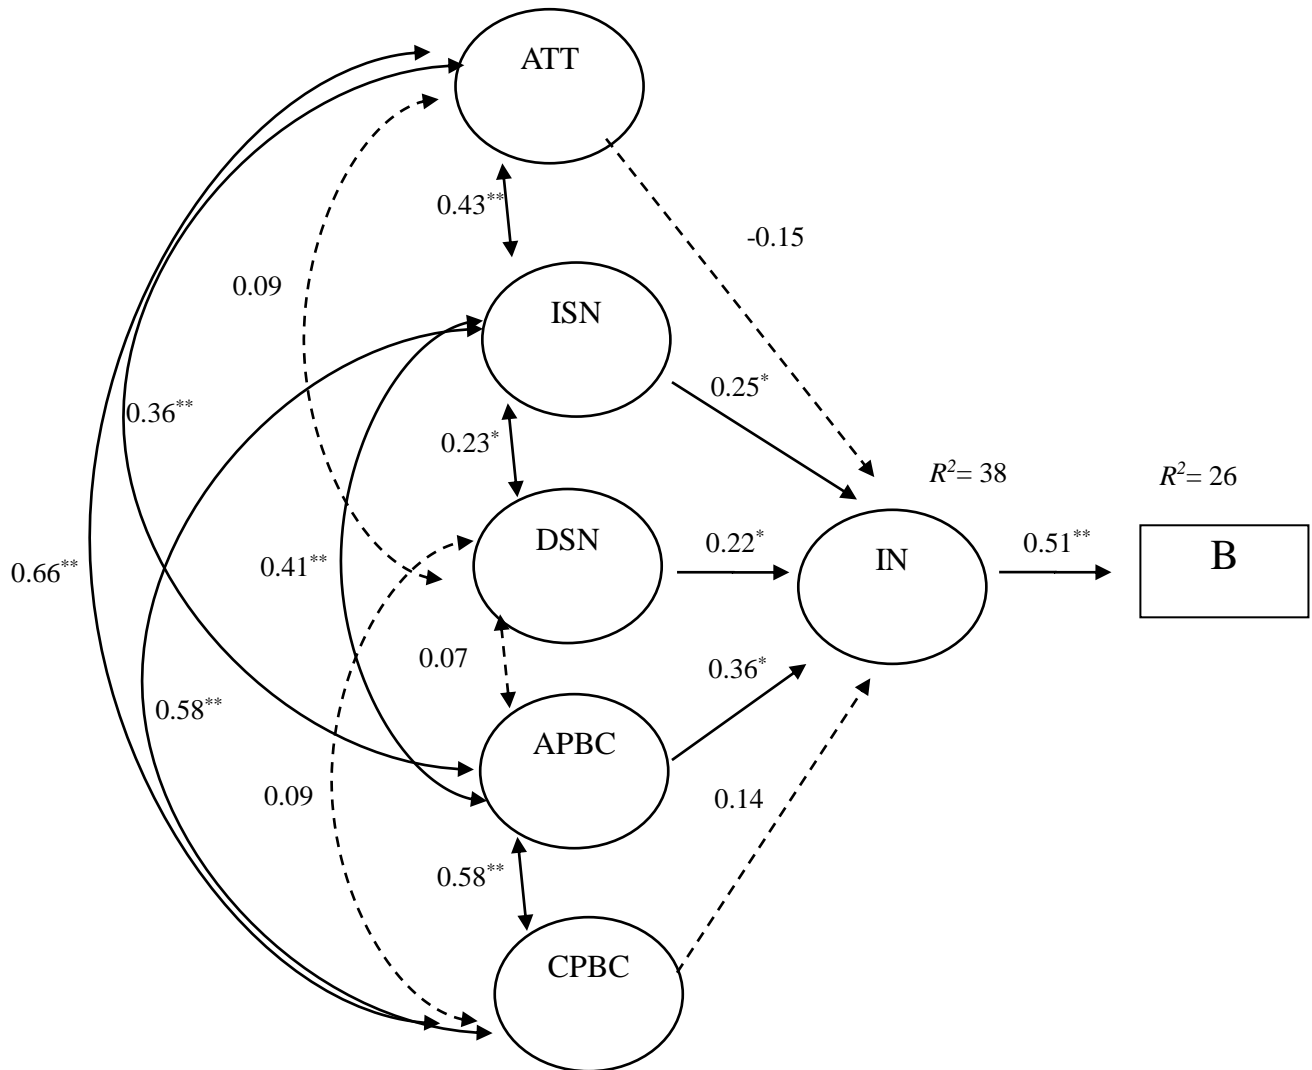 ATT
0.43**
-0.15
0.09
ISN
0.25*
0.36**
0.23*
R²= 38
R²= 26
DSN
0.22*
IN
0.51**
B
0.66**
0.41**
0.07
0.36*
0.58**
APBC
0.09
0.14
0.58**
CPBC